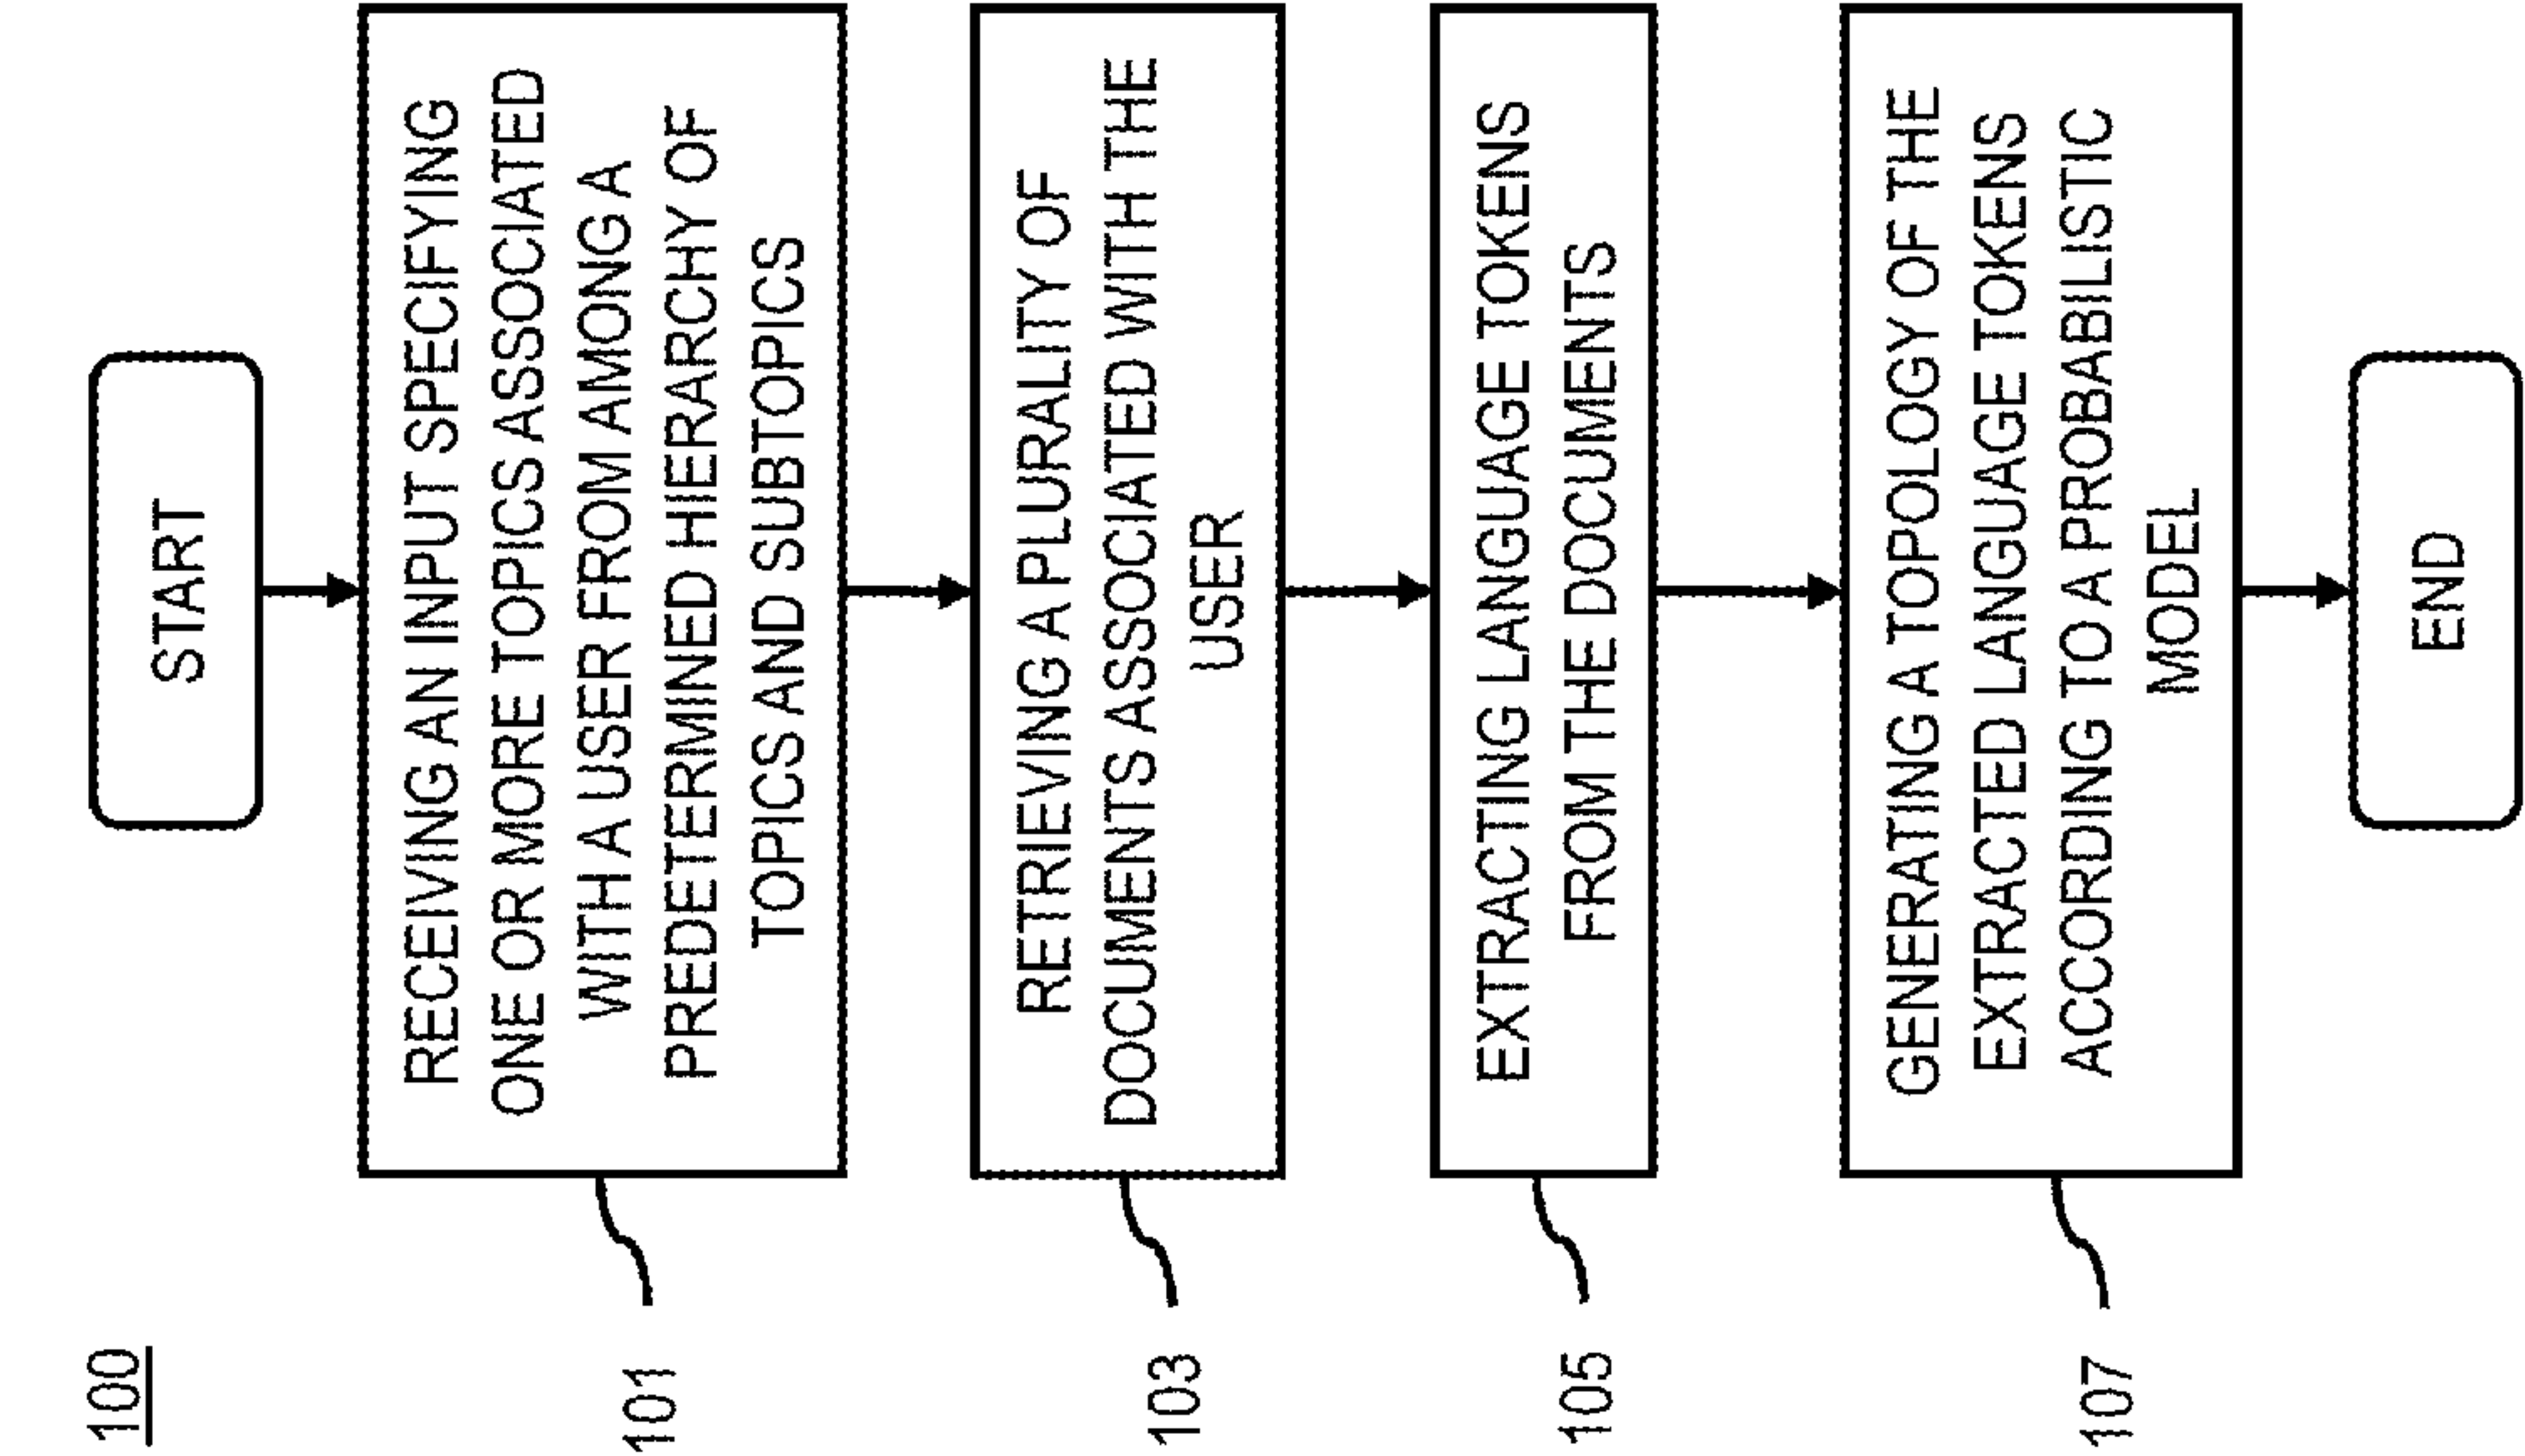 100
START
101
RECEIVING AN INPUT SPECIFYING
ONE OR MORE TOPICS ASSOCIATED
WITH A USER FROM AMONG A
PREDETERMINED HIERARCHY OF
TOPICS AND SUBTOPICS
103
RETRIEVING A PLURALITY OF
DOCUMENTS ASSOCIATED WITH THE
USER
105
EXTRACTING LANGUAGE TOKENS
FROM THE DOCUMENTS
107
GENERATING A TOPOLOGY OF THE
EXTRACTED LANGUAGE TOKENS
ACCORDING TO A PROBABILISTIC
MODEL
END